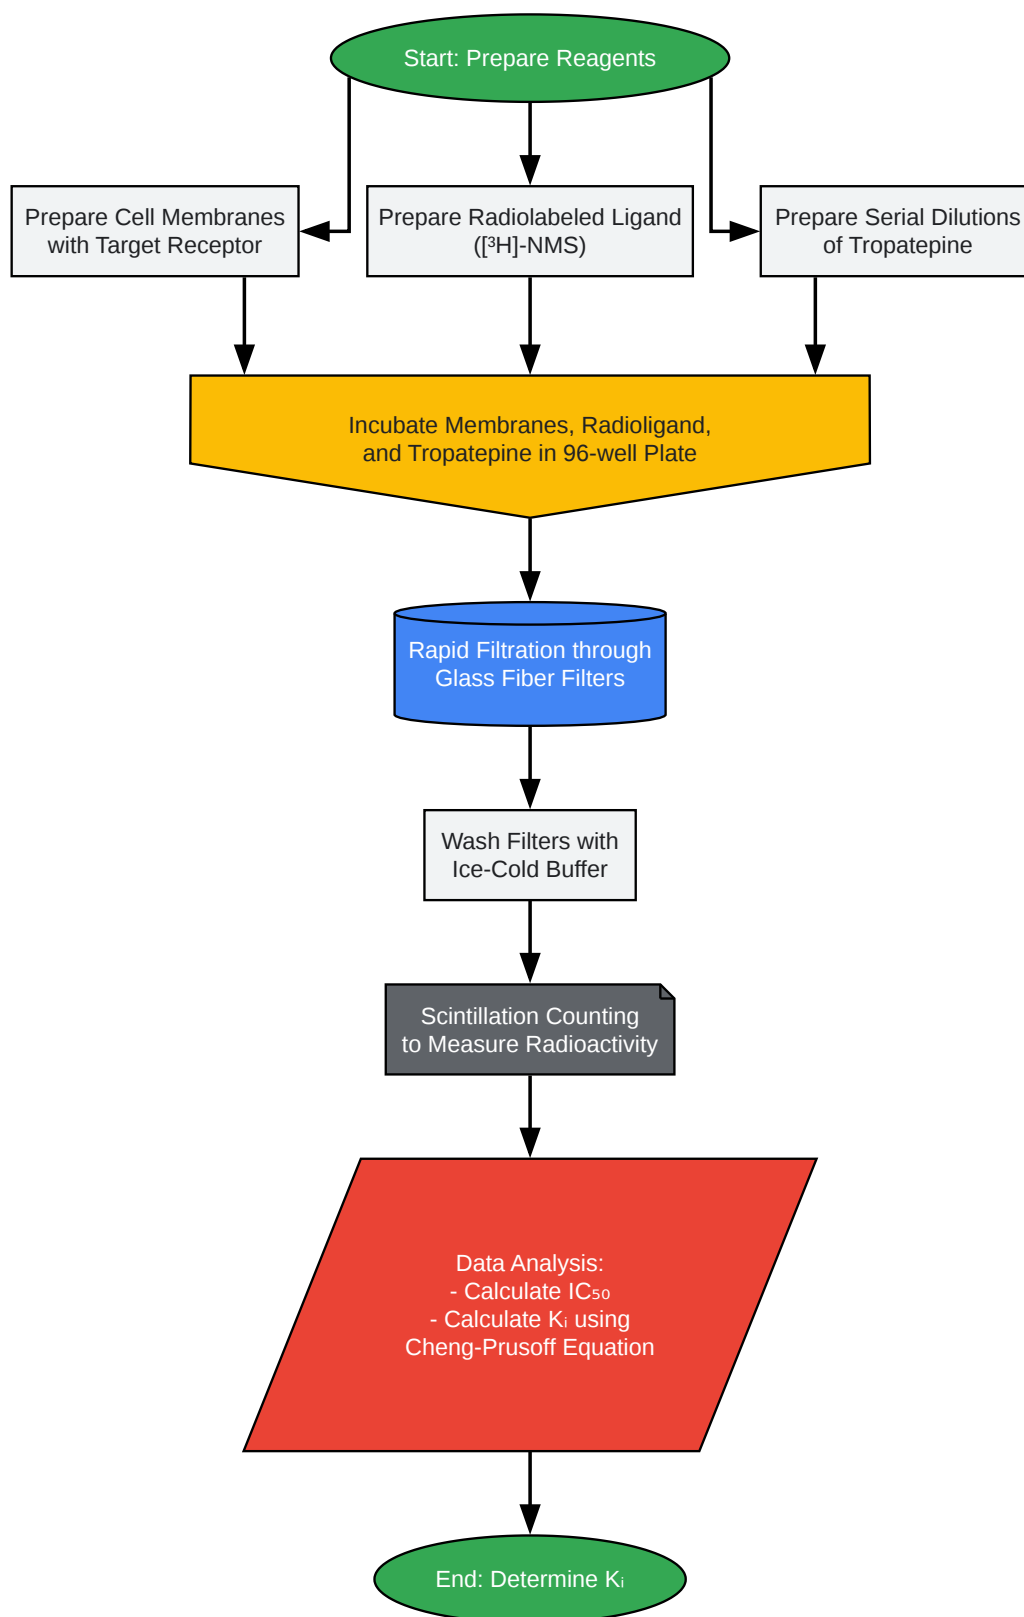 Start: Prepare Reagents
Prepare Cell Membranes
with Target Receptor
Prepare Radiolabeled Ligand
([³H]-NMS)
Prepare Serial Dilutions
of Tropatepine
Incubate Membranes, Radioligand,
and Tropatepine in 96-well Plate
Rapid Filtration through
Glass Fiber Filters
Wash Filters with
Ice-Cold Buffer
Scintillation Counting
to Measure Radioactivity
Data Analysis:
- Calculate IC₅₀
- Calculate Kᵢ using
Cheng-Prusoff Equation
End: Determine Kᵢ